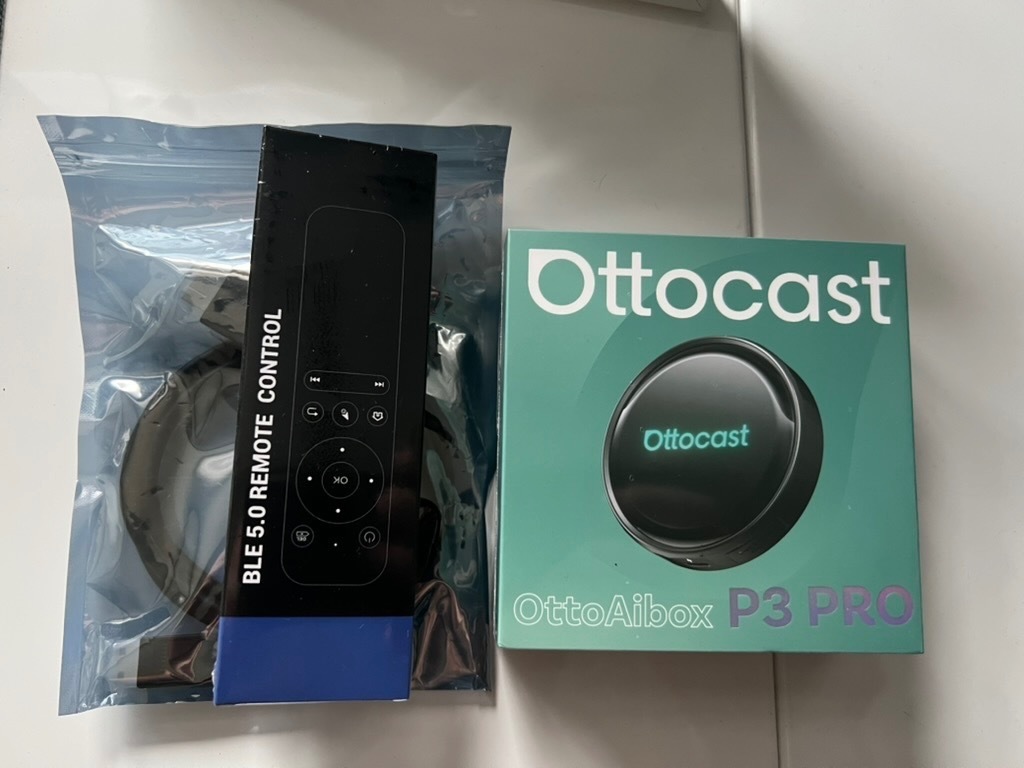 BLE 5.0 REMOTE CONTROL
OK
Ottocast
Ottocast
OttoAibox P3 PRO